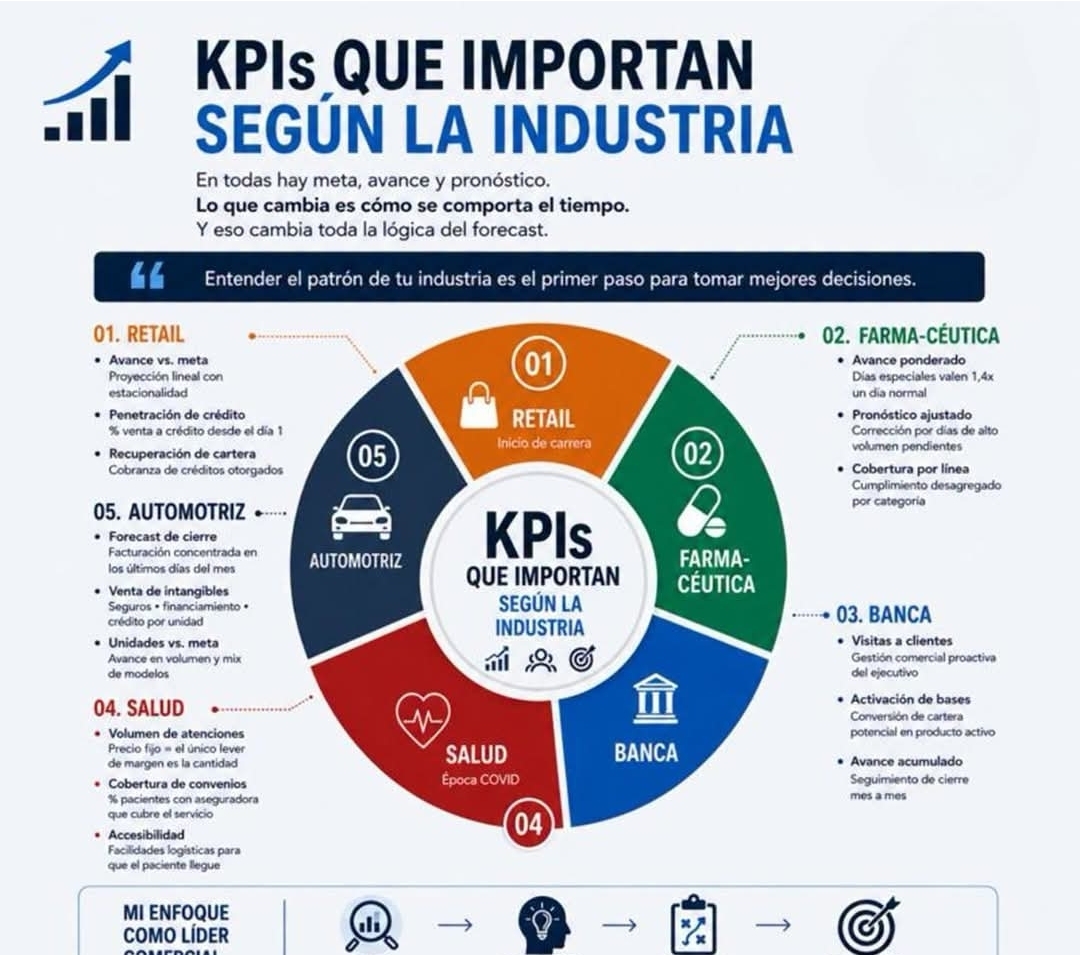 KPIs QUE IMPORTAN
SEGÚN LA INDUSTRIA
En todas hay meta, avance y pronóstico.
Lo que cambia es cómo se comporta el tiempo.
Y eso cambia toda la lógica del forecast.
Entender el patrón de tu industria es el primer paso para tomar mejores decisiones.
01. RETAIL
• Avance vs. meta
Proyección lineal con
estacionalidad
• Penetración de crédito
% venta a crédito desde el día 1
• Recuperación de cartera
Cobranza de créditos otorgados
05. AUTOMOTRIZ
• Forecast de cierre
Facturación concentrada en
los últimos días del mes
• Venta de intangibles
Seguros • financiamiento •
crédito por unidad
• Unidades vs. meta
Avance en volumen y mix
de modelos
04. SALUD
• Volumen de atenciones
Precio fijo = el único lever
de margen es la cantidad
• Cobertura de convenios
% pacientes con aseguradora
que cubre el servicio
• Accesibilidad
Facilidades logísticas para
que el paciente llegue
01
RETAIL
Inicio de carrera
05
AUTOMOTRIZ
02
FARMA-
CÉUTICA
KPIs
QUE IMPORTAN
SEGÚN LA
INDUSTRIA
SALUD
Época COVID
04
BANCA
02. FARMA-CÉUTICA
• Avance ponderado
Días especiales valen 1,4x
un día normal
• Pronóstico ajustado
Corrección por días de alto
volumen pendientes
• Cobertura por línea
Cumplimiento desagregado
por categoría
03. BANCA
• Visitas a clientes
Gestión comercial proactiva
del ejecutivo
• Activación de bases
Conversión de cartera
potencial en producto activo
• Avance acumulado
Seguimiento de cierre
mes a mes
MI ENFOQUE
COMO LÍDER
COMERCIAL